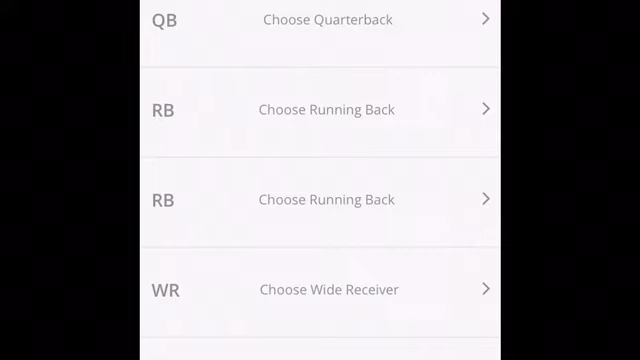 QB Choose Quarterback
RB Choose Running Back
RB Choose Running Back
WR Choose Wide Receiver